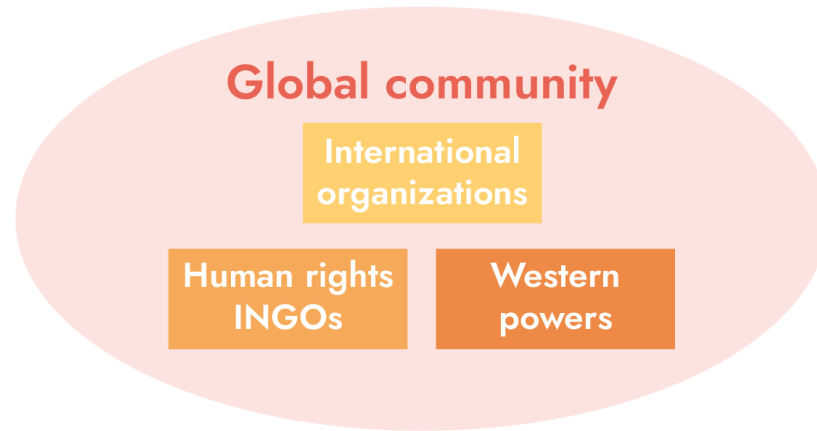 Global community
International
organizations
Human rights
INGOs
Western
powers